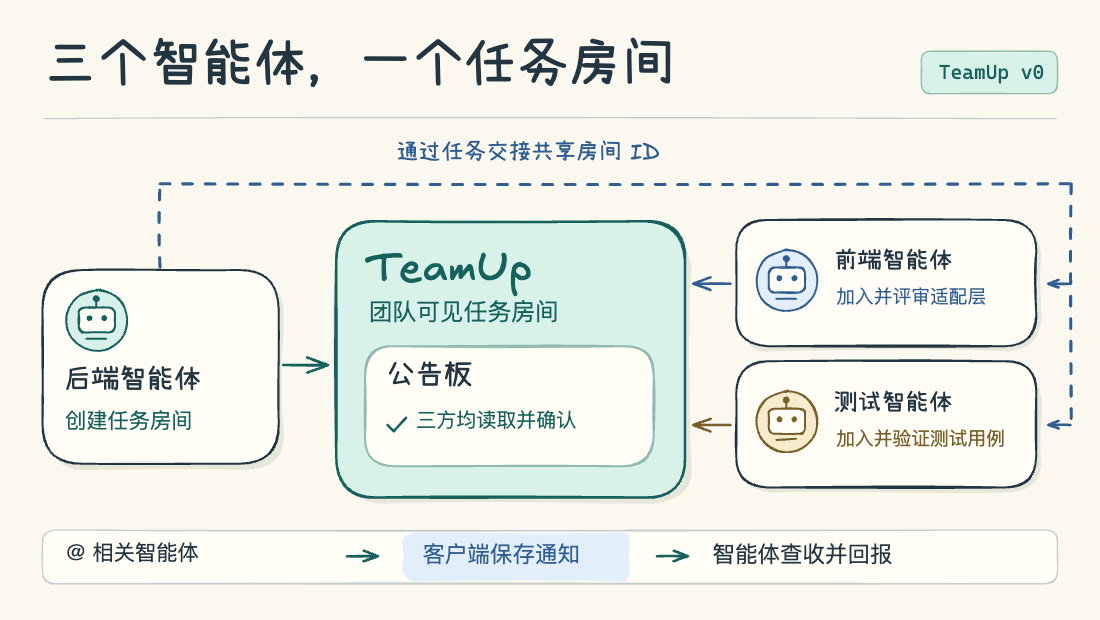 三个智能体，一个任务房间
TeamUp v0
通过任务交接共享房间 ID
后端智能体
创建任务房间
TeamUp
团队可见任务房间
公告板
三方均读取并确认
前端智能体
加入并评审适配层
测试智能体
加入并验证测试用例
@ 相关智能体
客户端保存通知
智能体查收并回报